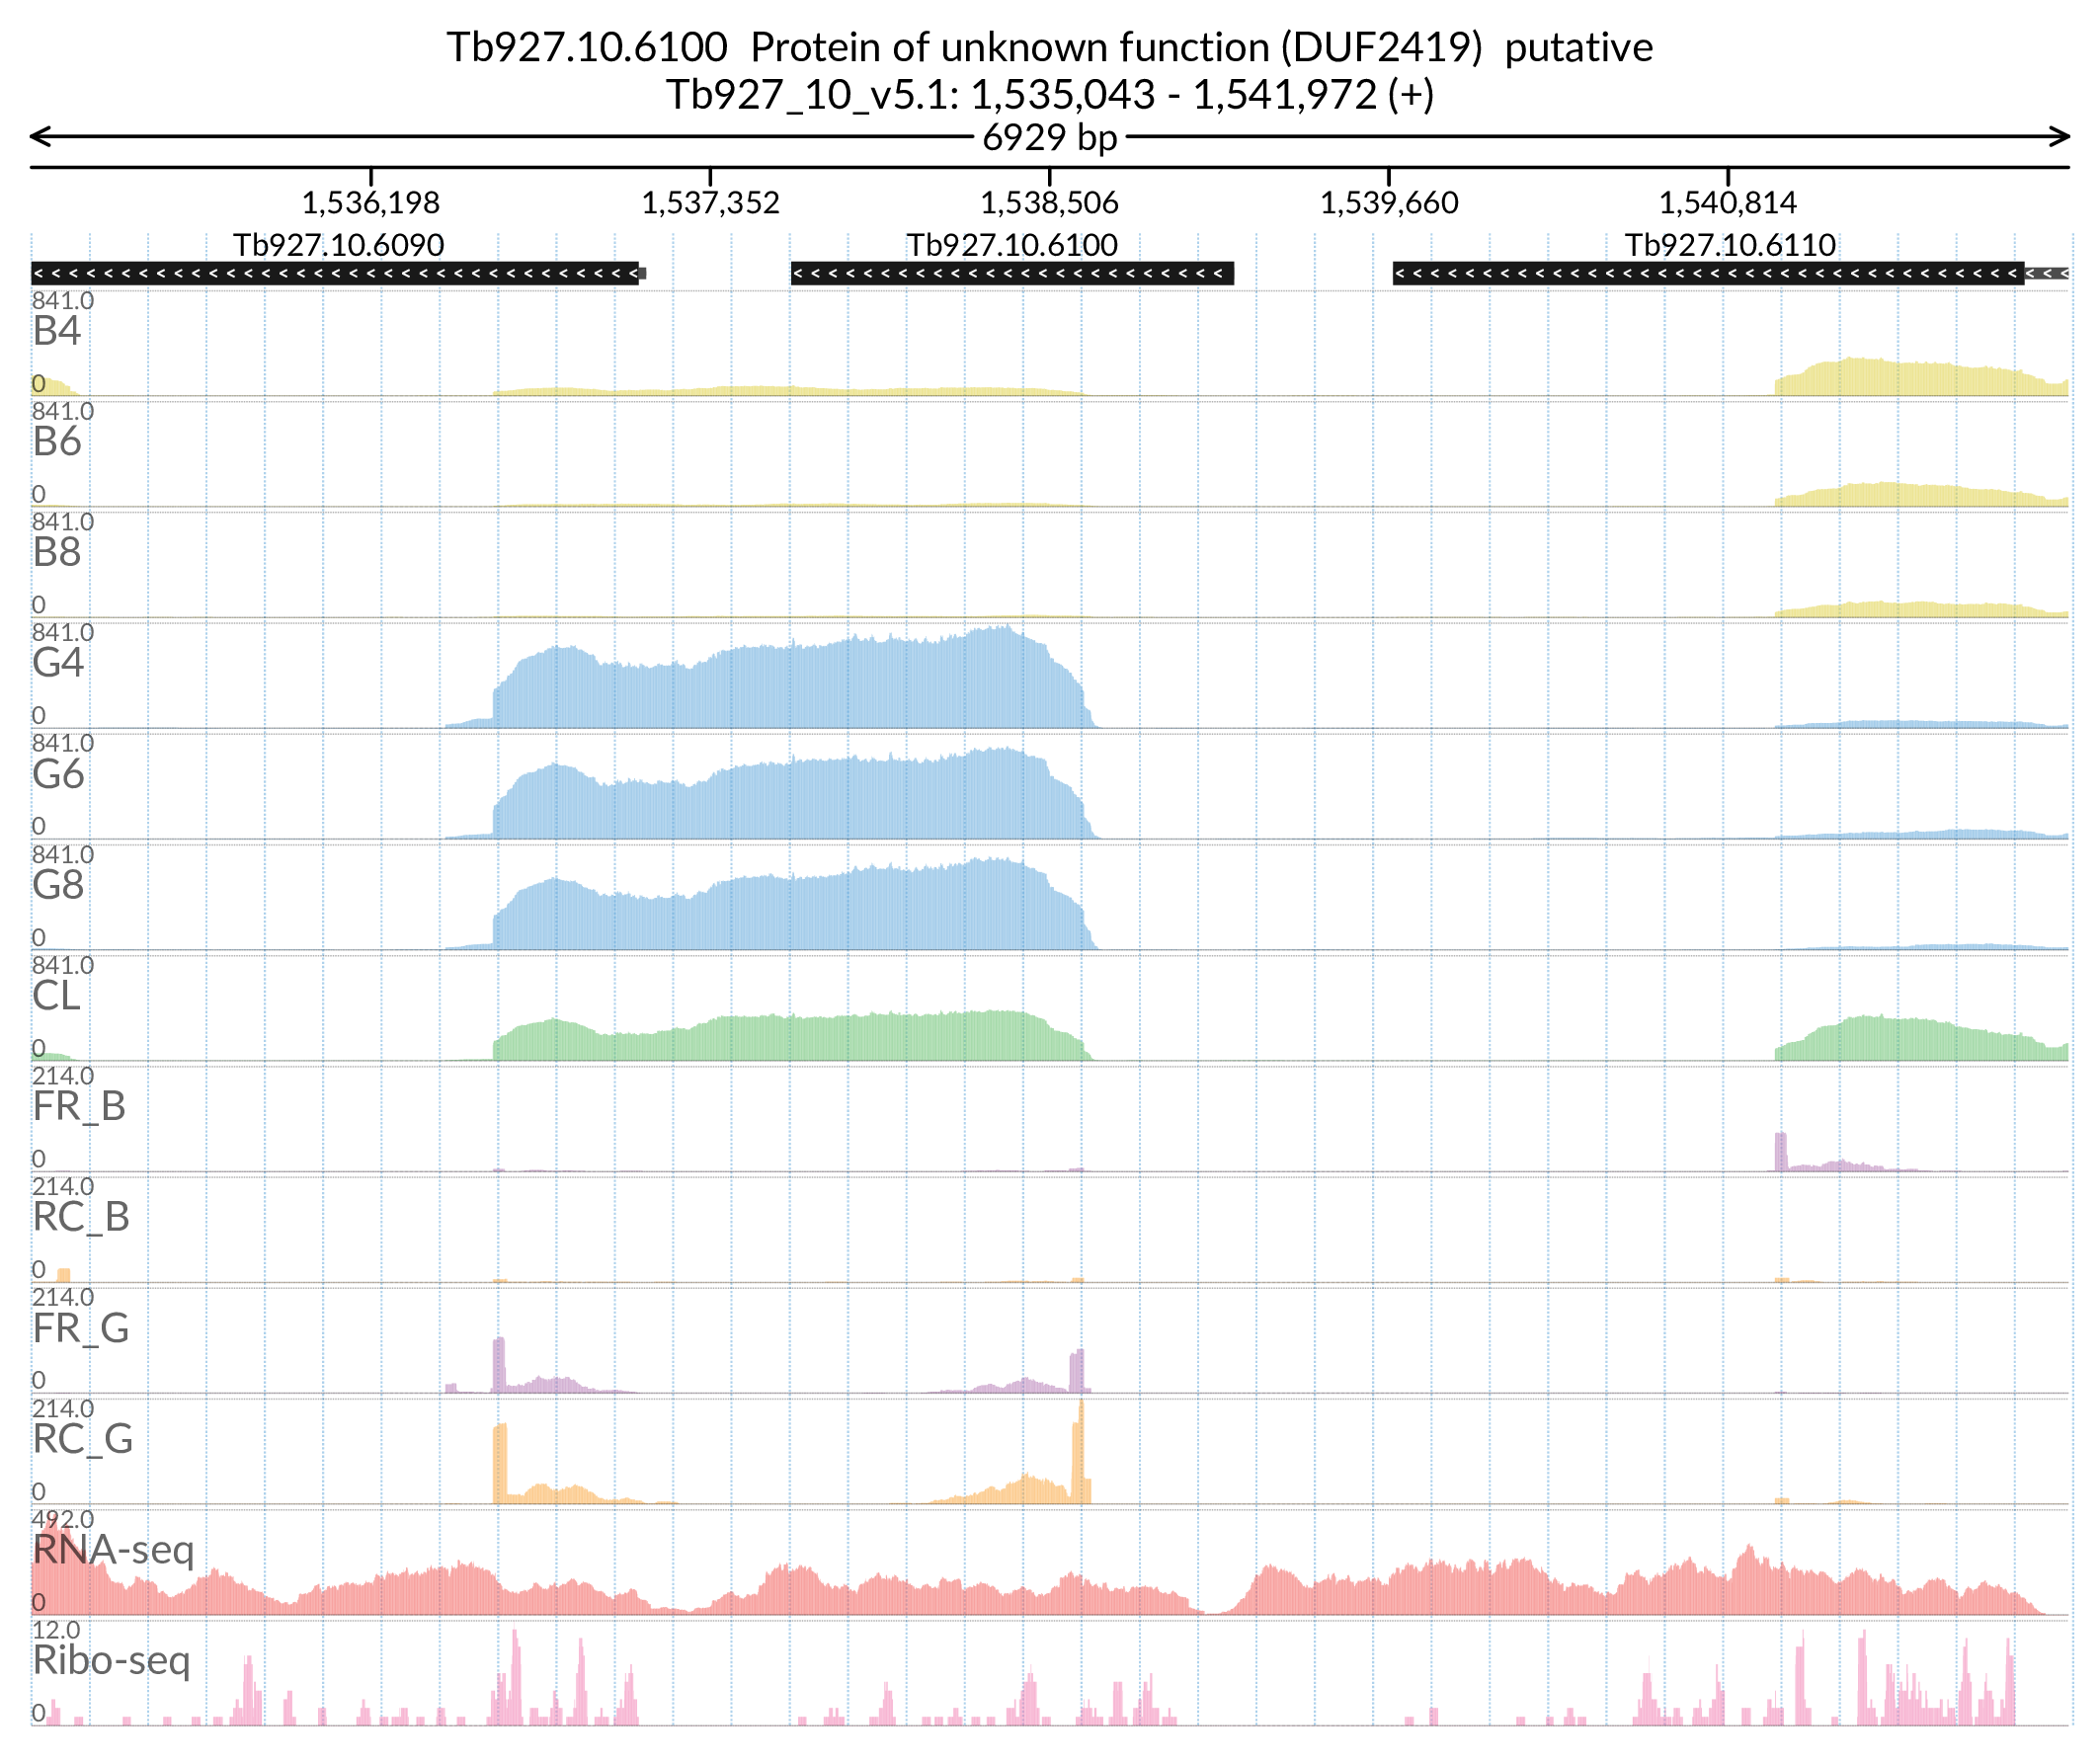 Tb927.10.6100 Protein of unknown function (DUF2419) putative
Tb927_10_v5.1: 1,535,043 - 1,541,972 (+)
6929 bp
1,536,198 1,537,352 1,538,506 1,539,660 1,540,814
Tb927.10.6090 Tb927.10.6100 Tb927.10.6110
841.0
B4
0
841.0
B6
0
841.0
B8
0
841.0
G4
0
841.0
G6
0
841.0
G8
0
841.0
CL
0
214.0
FR_B
0
214.0
RC_B
0
214.0
FR_G
0
214.0
RC_G
0
492.0
RNA-seq
0
12.0
Ribo-seq
0